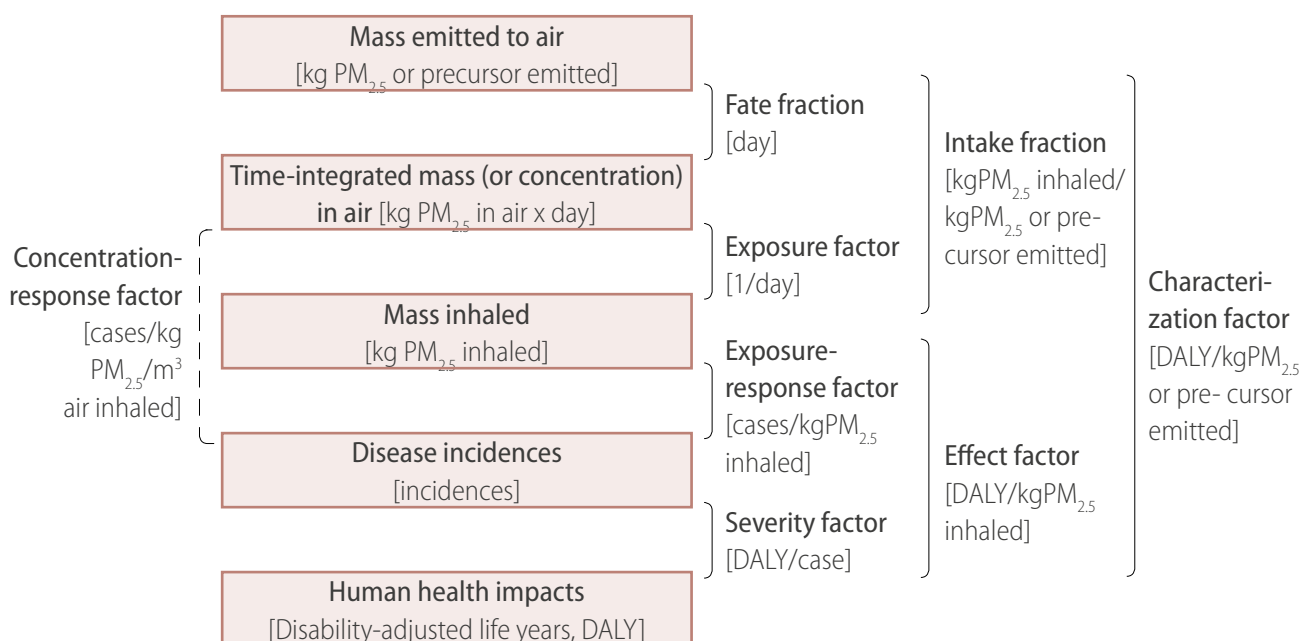 Mass emitted to air
[kg PM2.5 or precursor emitted]
Fate fraction
[day]
Intake fraction
[kgPM2.5 inhaled/
kgPM2.5 or pre-
cursor emitted]
Time-integrated mass (or concentration)
in air [kg PM2.5 in air x day]
Concentration-
response factor
[cases/kg
PM2.5/m³
air inhaled]
Exposure factor
[1/day]
Characteri-
zation factor
[DALY/kgPM2.5
or pre- cursor
emitted]
Mass inhaled
[kg PM2.5 inhaled]
Exposure-
response factor
[cases/kgPM2.5
inhaled]
Disease incidences
[incidences]
Effect factor
[DALY/kgPM2.5
inhaled]
Severity factor
[DALY/case]
Human health impacts
[Disability-adjusted life years, DALY]